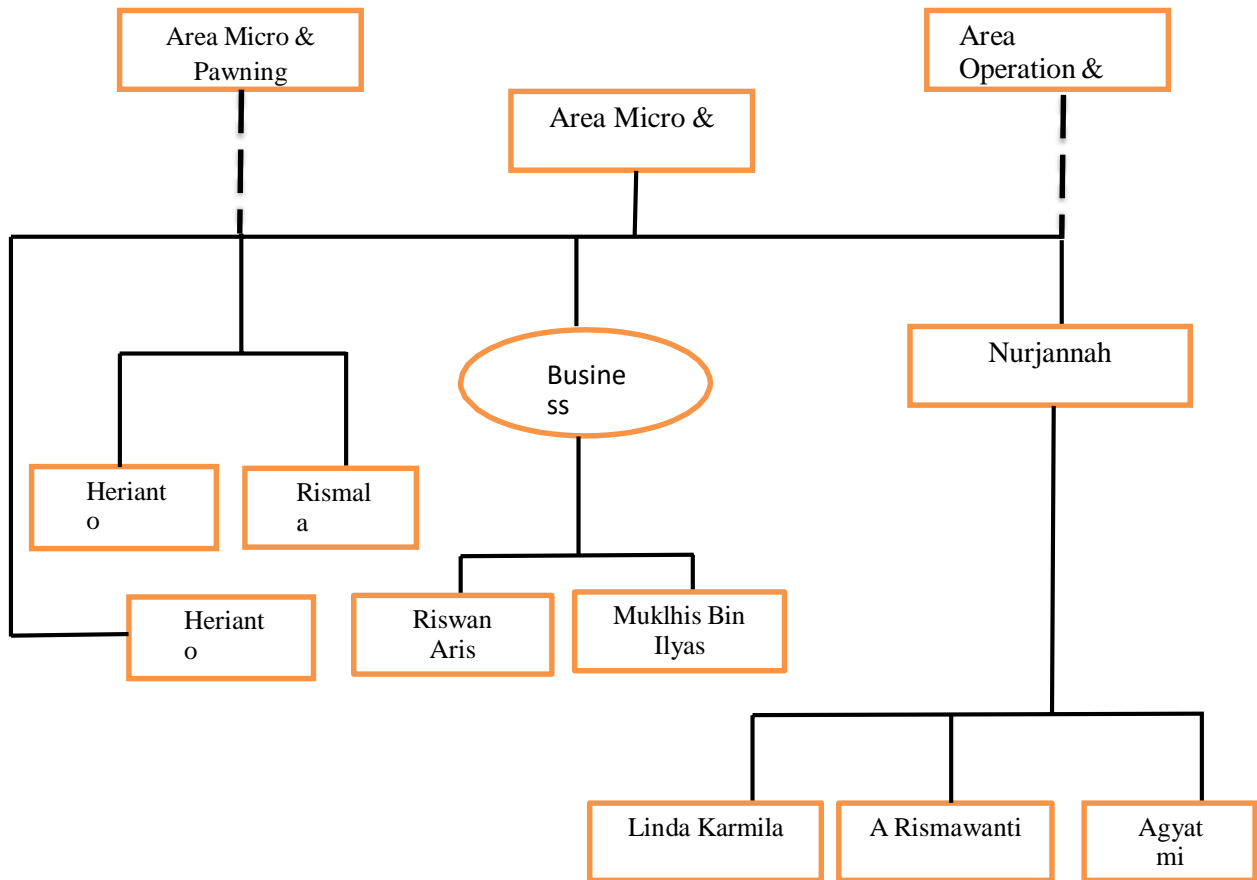 Area Micro &
Pawning
Area
Operation &
Area Micro &
Nurjannah
Busine
ss
Heriant
o
Rismal
a
Riswan
Aris
Muklhis Bin
Ilyas
Heriant
o
Linda Karmila
A Rismawanti
Agyat
mi